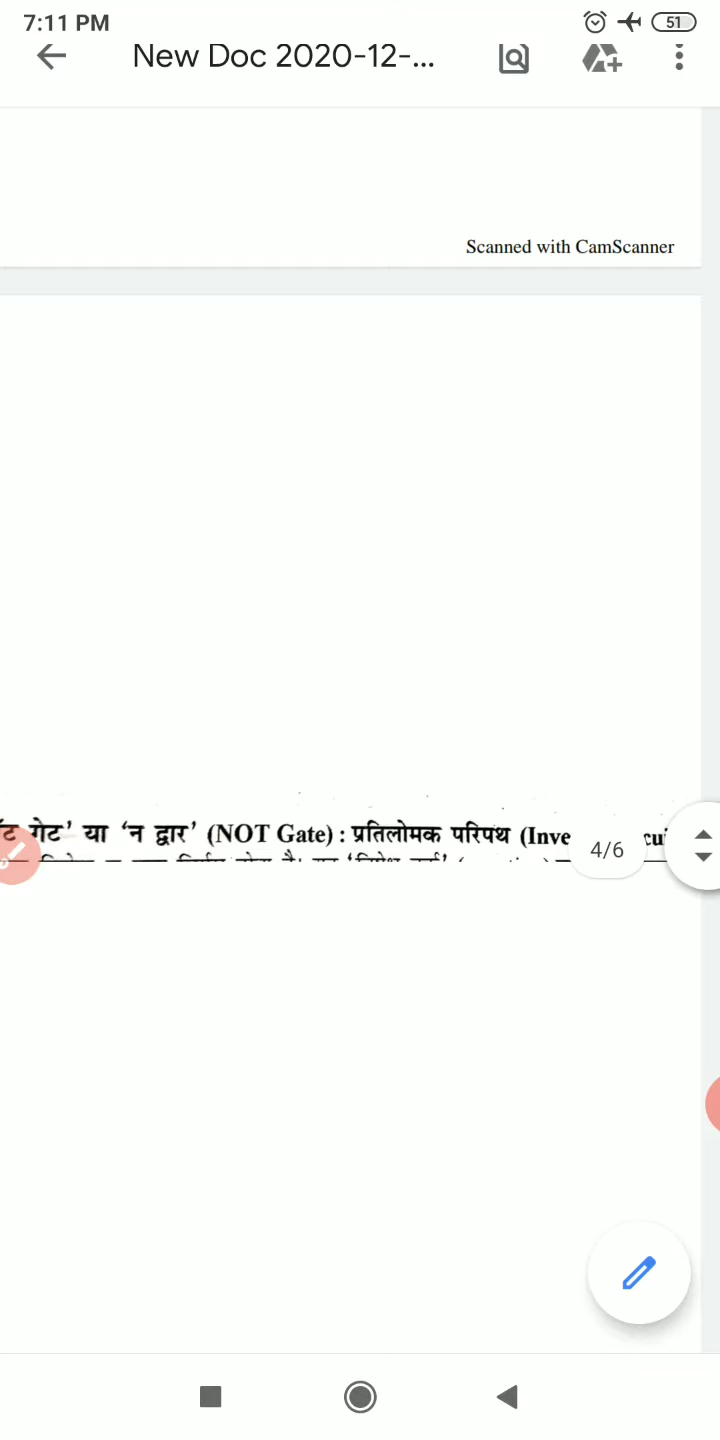 7:11 PM
51
New Doc 2020-12-...
Scanned with CamScanner
गेट’ या ‘न द्वार’ (NOT Gate) : प्रतिलोमक परिपथ (Inve
4/6